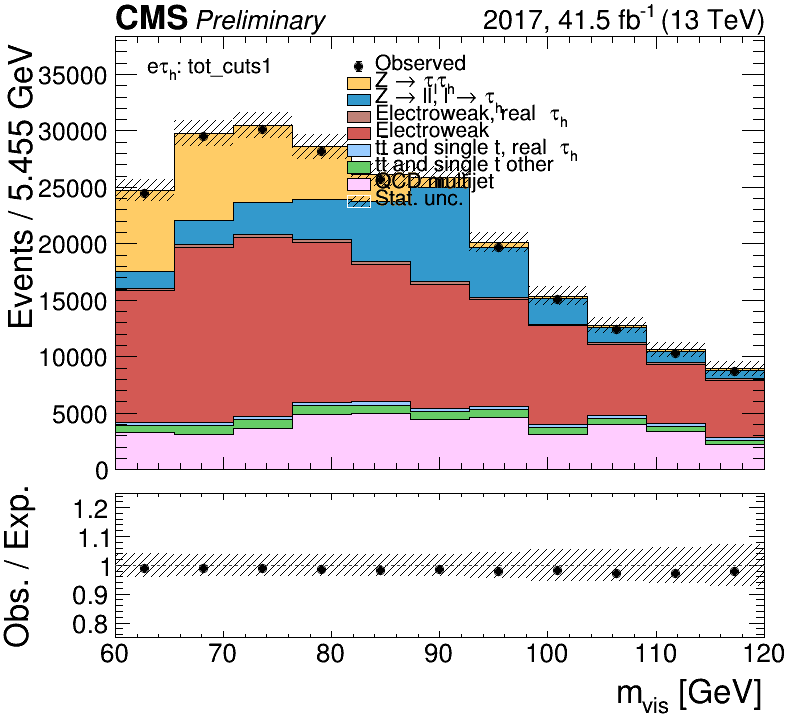 CMS Preliminary 2017, 41.5 fb⁻¹ (13 TeV)
eτh: tot_cuts1
Observed
Z → τlτh
Z → ll, l → τh
Electroweak, real τh
Electroweak
tt and single t, real τh
tt and single t other
QCD multijet
Stat. unc.
Events / 5.455 GeV
35000
30000
25000
20000
15000
10000
5000
0
Obs. / Exp.
1.2
1.1
1
0.9
0.8
60 70 80 90 100 110 120
mvis [GeV]